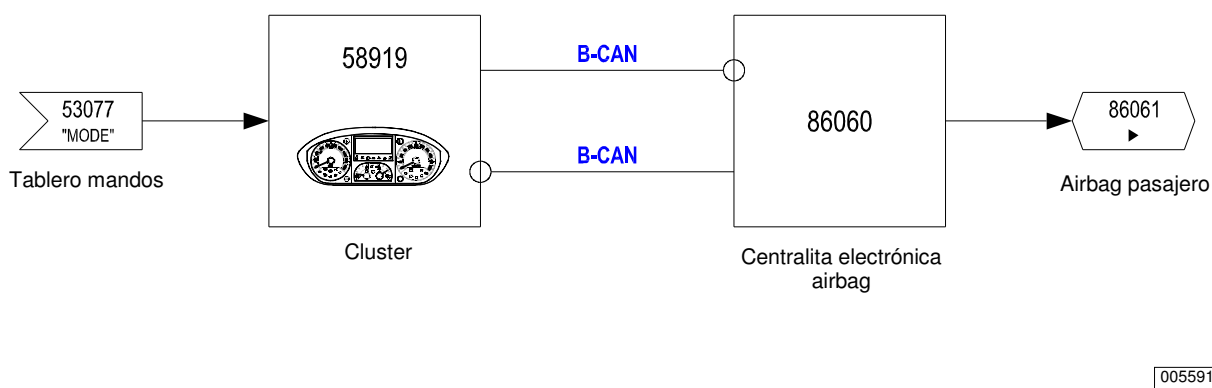 58919
B-CAN
53077
"MODE"
86060
86061
B-CAN
Tablero mandos
Airbag pasajero
Cluster
Centralita electrónica
airbag
005591